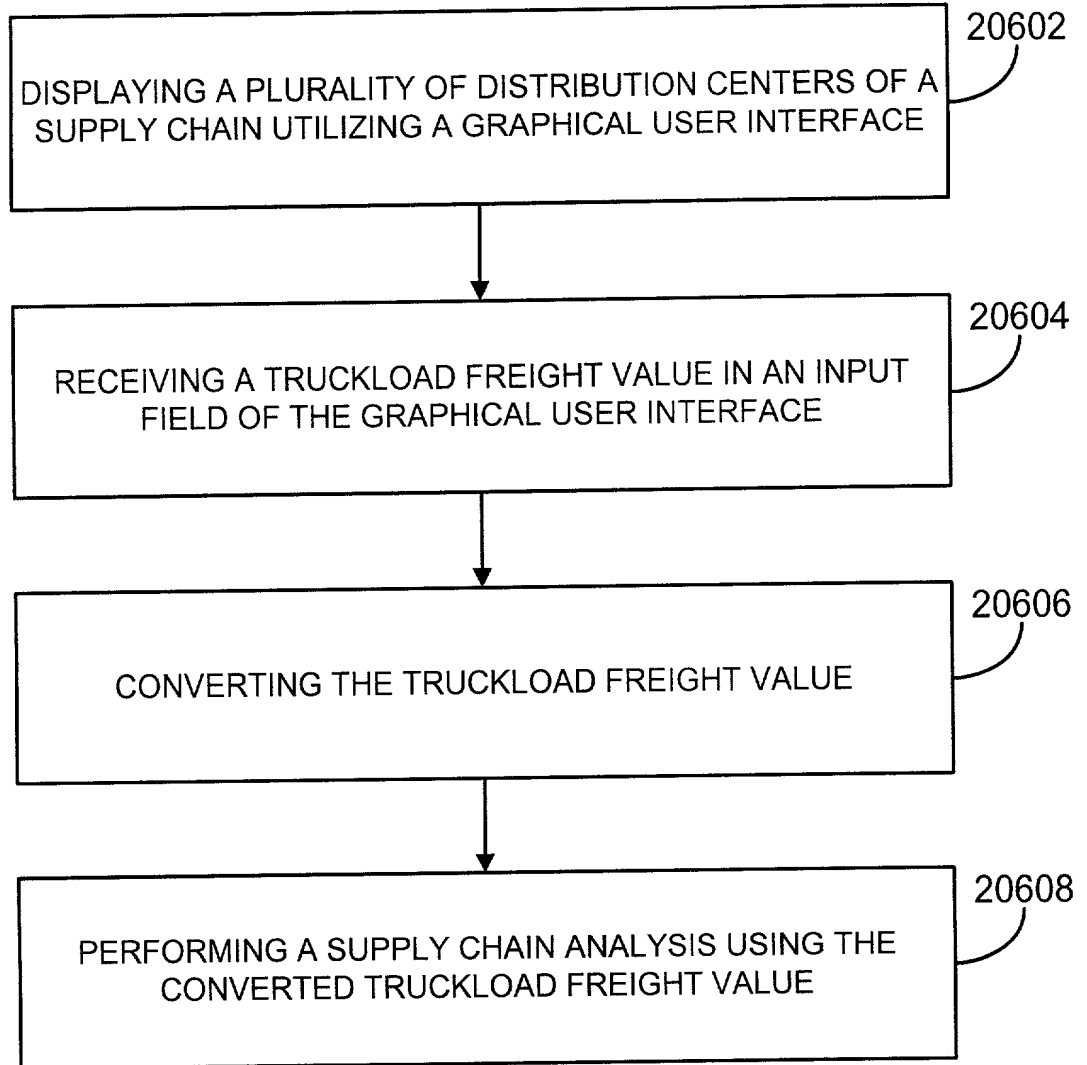 20602
DISPLAYING A PLURALITY OF DISTRIBUTION CENTERS OF A
SUPPLY CHAIN UTILIZING A GRAPHICAL USER INTERFACE
20604
RECEIVING A TRUCKLOAD FREIGHT VALUE IN AN INPUT
FIELD OF THE GRAPHICAL USER INTERFACE
20606
CONVERTING THE TRUCKLOAD FREIGHT VALUE
20608
PERFORMING A SUPPLY CHAIN ANALYSIS USING THE
CONVERTED TRUCKLOAD FREIGHT VALUE